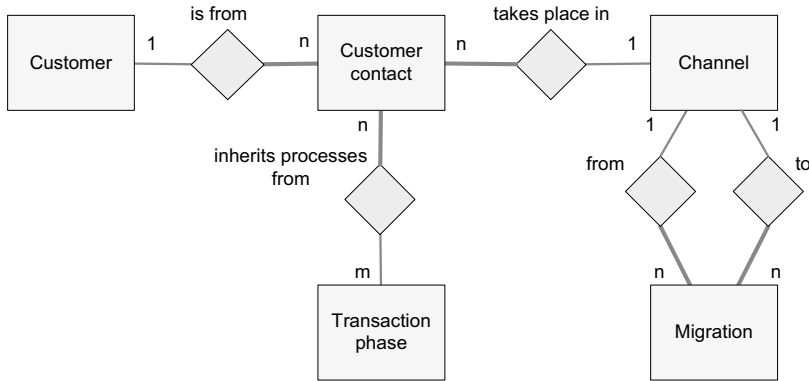 is from
takes place in
Customer
1
n
Customer
contact
n
1
Channel
n
1
1
inherits processes
from
from
to
m
n
n
Transaction
phase
Migration